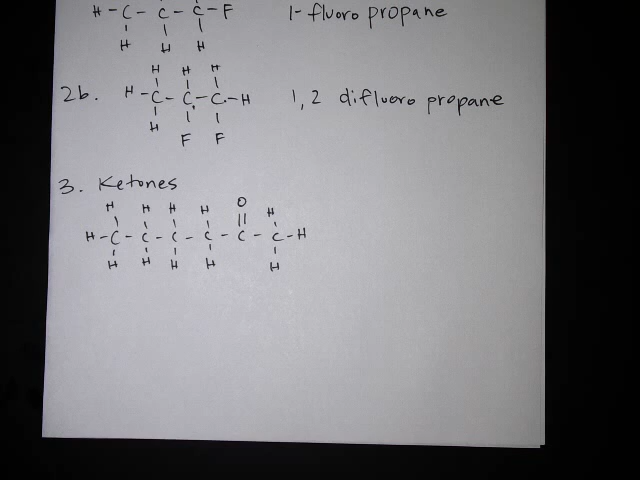 H - C - C - C - F 1-fluoro propane
H H H
H H H
2b. H - C - C - C - H 1,2 difluoro propane
H
F F
3. Ketones
H H H H O H
H - C - C - C - C - C - C - H
H H H H H